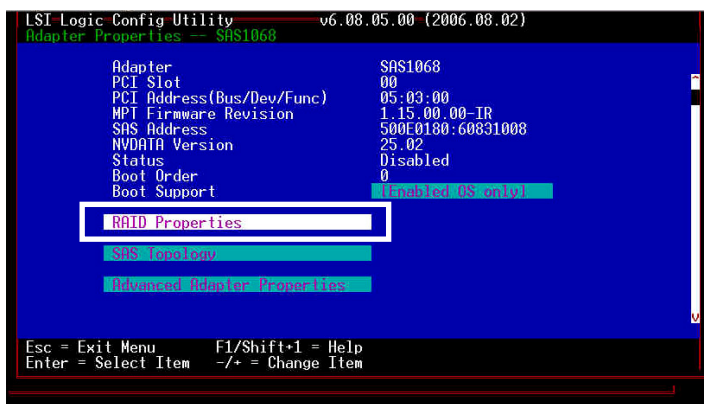 LSI Logic Config Utility v6.08.05.00 (2006.08.02)
Adapter Properties -- SAS1068
Adapter SAS1068
PCI Slot 00
PCI Address(Bus/Dev/Func) 05:03:00
MPT Firmware Revision 1.15.00.00-IR
SAS Address 500E0180:60831008
NVDATA Version 25.02
Status Disabled
Boot Order 0
Boot Support [Enabled OS only]
RAID Properties
SAS Topology
Advanced Adapter Properties
Esc = Exit Menu F1/Shift+1 = Help
Enter = Select Item -/+ = Change Item